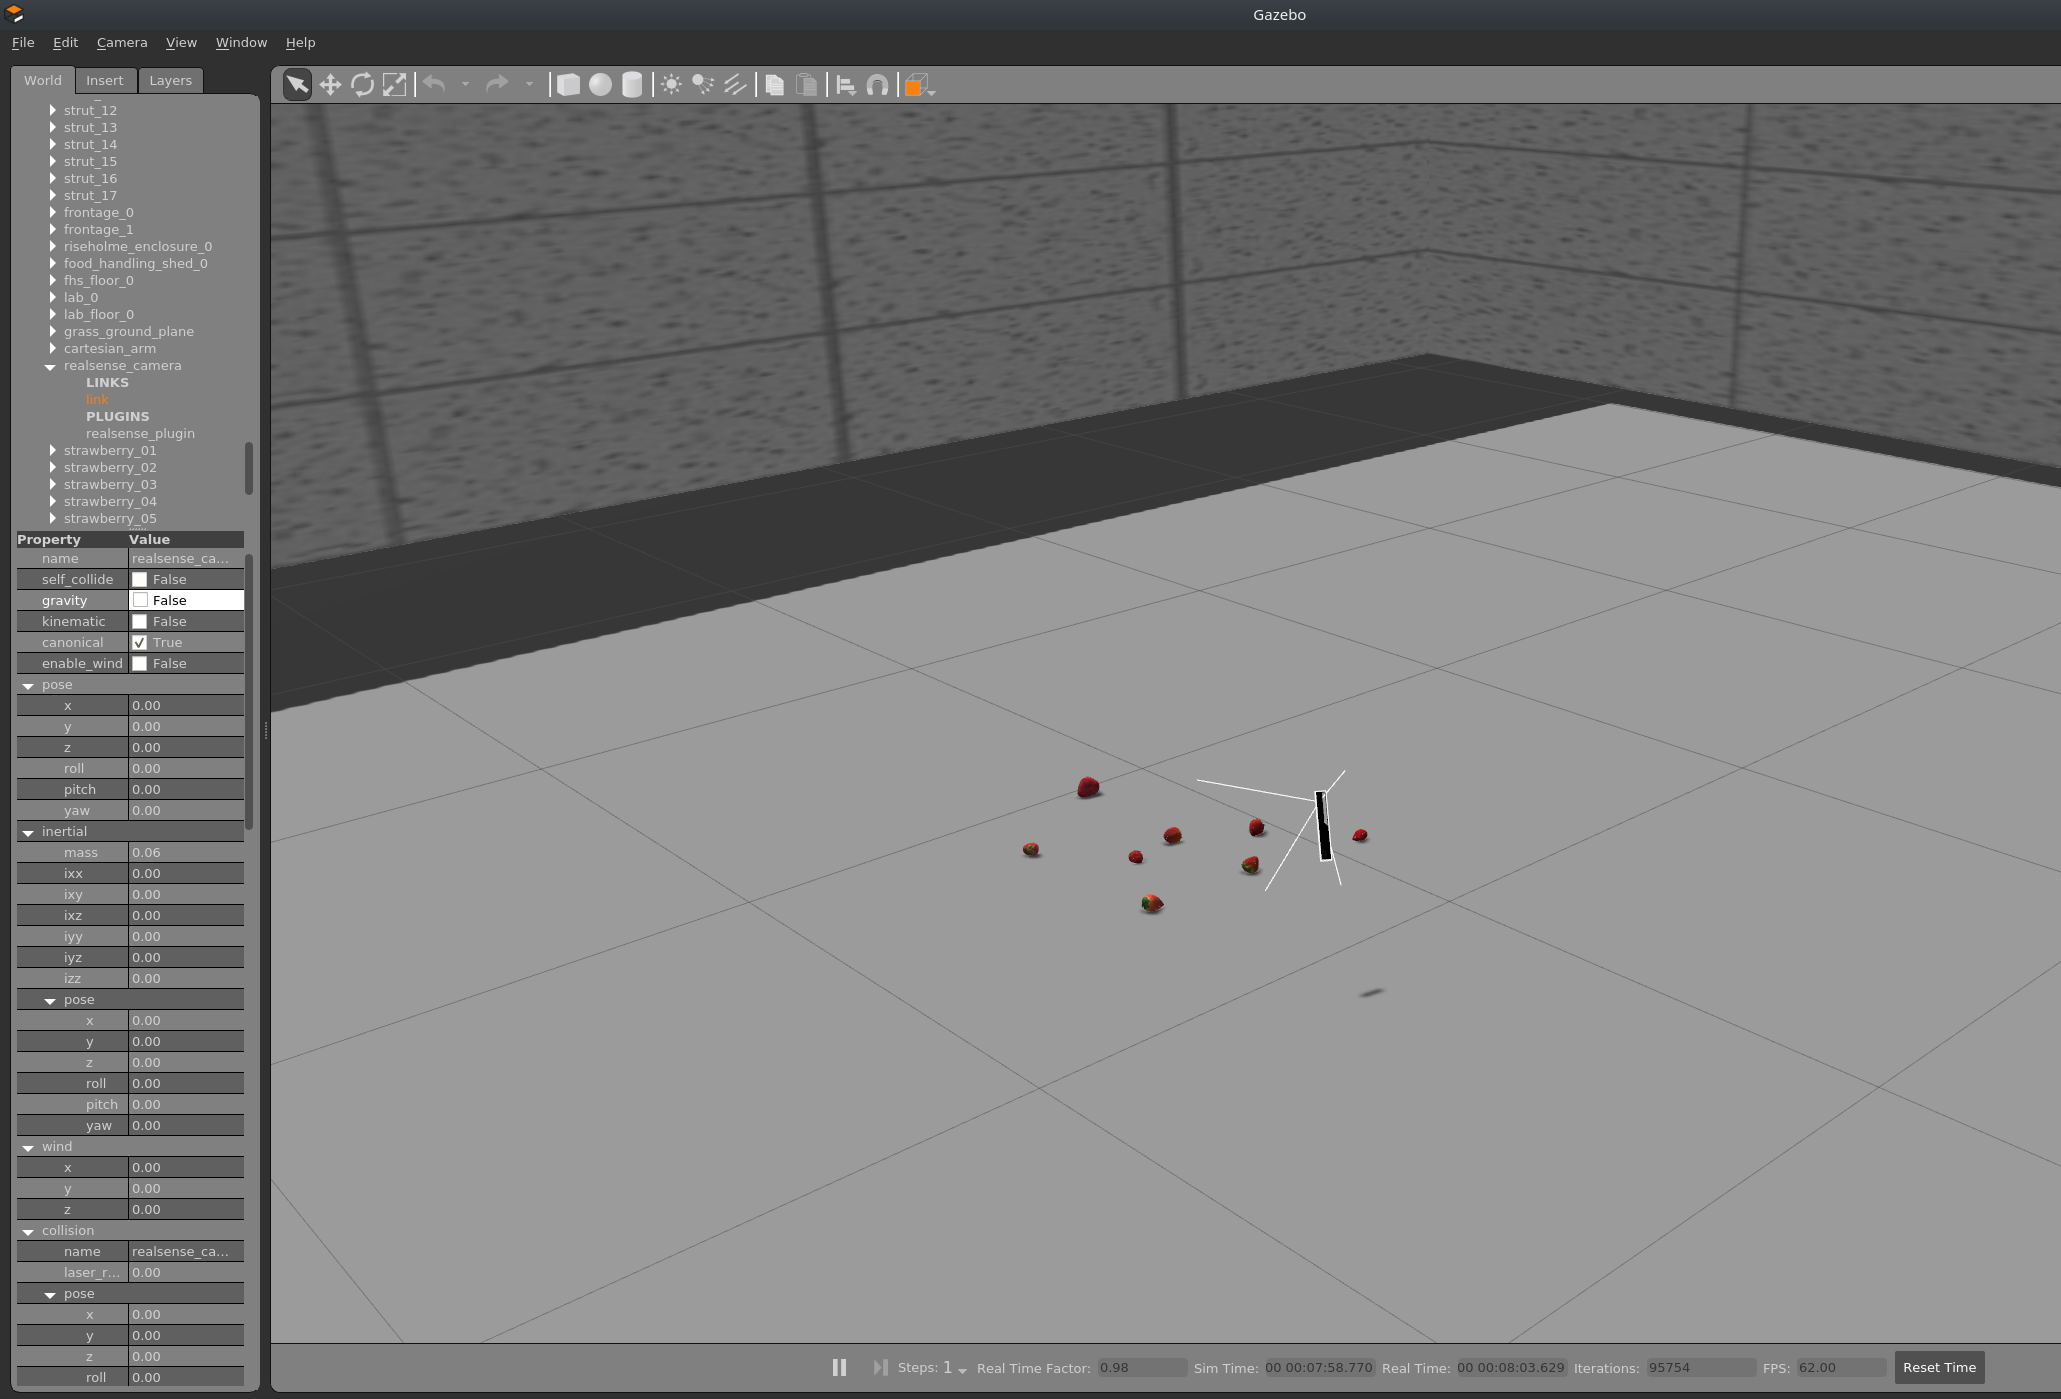 Gazebo
File Edit Camera View Window Help
World Insert Layers
strut_12
strut_13
strut_14
strut_15
strut_16
strut_17
frontage_0
frontage_1
riseholme_enclosure_0
food_handling_shed_0
fhs_floor_0
lab_0
lab_floor_0
grass_ground_plane
cartesian_arm
realsense_camera
LINKS
link
PLUGINS
realsense_plugin
strawberry_01
strawberry_02
strawberry_03
strawberry_04
strawberry_05
Property Value
name realsense_ca...
self_collide False
gravity False
kinematic False
canonical True
enable_wind False
pose
x 0.00
y 0.00
z 0.00
roll 0.00
pitch 0.00
yaw 0.00
inertial
mass 0.06
ixx 0.00
ixy 0.00
ixz 0.00
iyy 0.00
iyz 0.00
izz 0.00
pose
x 0.00
y 0.00
z 0.00
roll 0.00
pitch 0.00
yaw 0.00
wind
x 0.00
y 0.00
z 0.00
collision
name realsense_ca...
laser_r... 0.00
pose
x 0.00
y 0.00
z 0.00
roll 0.00
Steps: 1 Real Time Factor: 0.98 Sim Time: 00 00:07:58.770 Real Time: 00 00:08:03.629 Iterations: 95754 FPS: 62.00 Reset Time